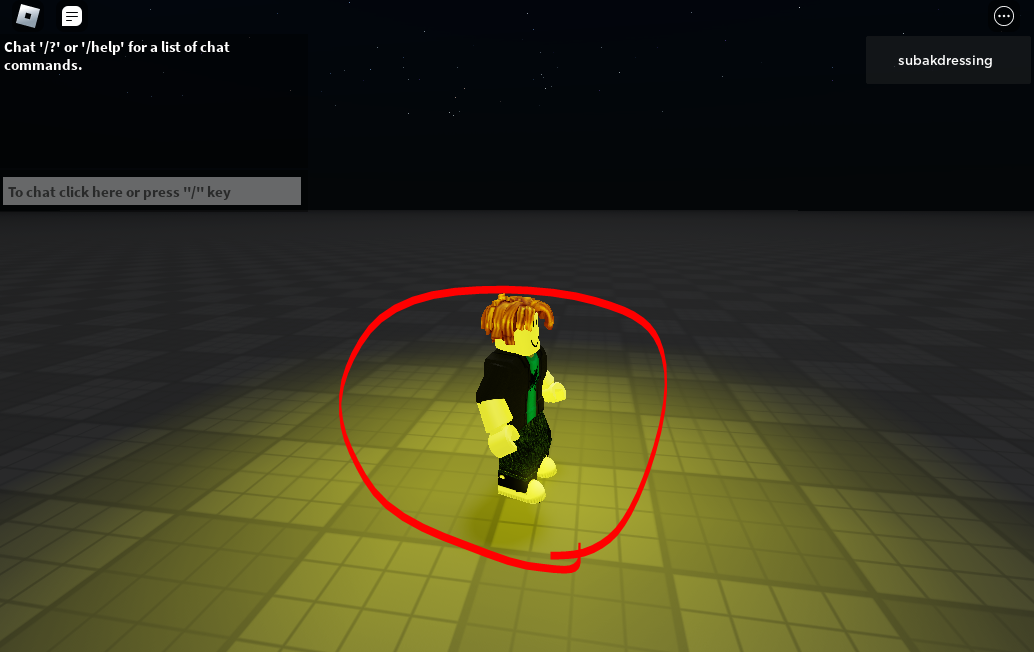 Chat '/?' or '/help' for a list of chat
commands.
subakdressing
To chat click here or press "/" key